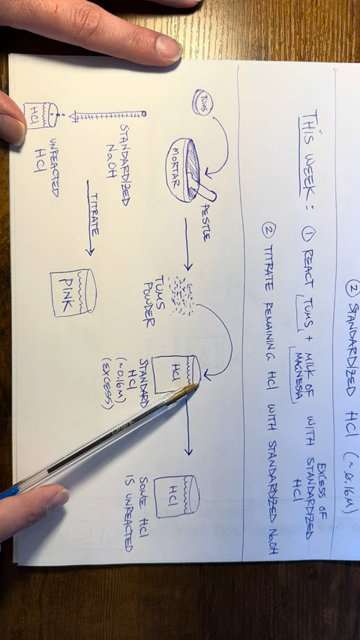 ② STANDARDIZED HCl (~0.16M)
THIS WEEK: ① REACT TUMS + MILK OF MAGNESIA WITH EXCESS OF STANDARDIZED HCl
② TITRATE REMAINING HCl WITH STANDARDIZED NaOH
TUMS
MORTAR
PESTLE
TUMS
POWDER
HCl
STANDARD
HCl
(~0.16M)
(EXCESS)
HCl
SOME HCl
IS UNREACTED
STANDARDIZED
NaOH
HCl
UNREACTED
HCl
TITRATE
PINK